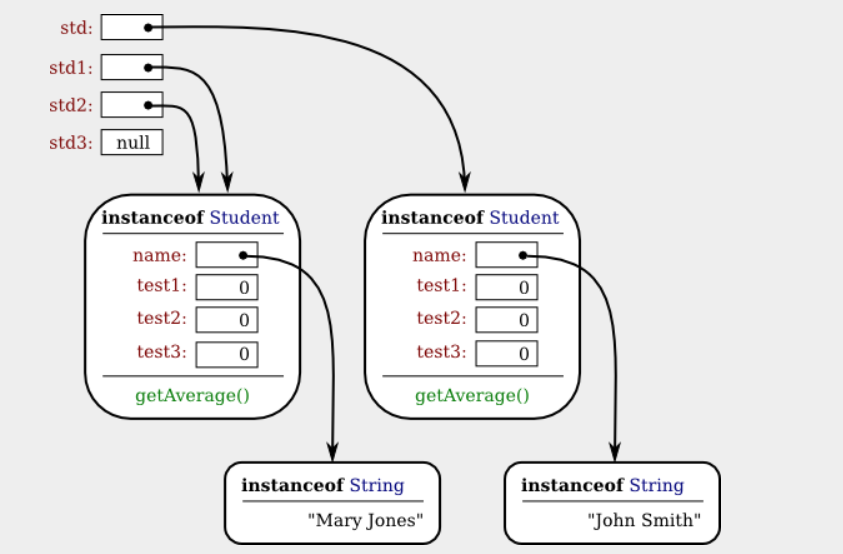 std:
std1:
std2:
std3: null
instanceof Student
name:
test1: 0
test2: 0
test3: 0
getAverage()
instanceof Student
name:
test1: 0
test2: 0
test3: 0
getAverage()
instanceof String
"Mary Jones"
instanceof String
"John Smith"